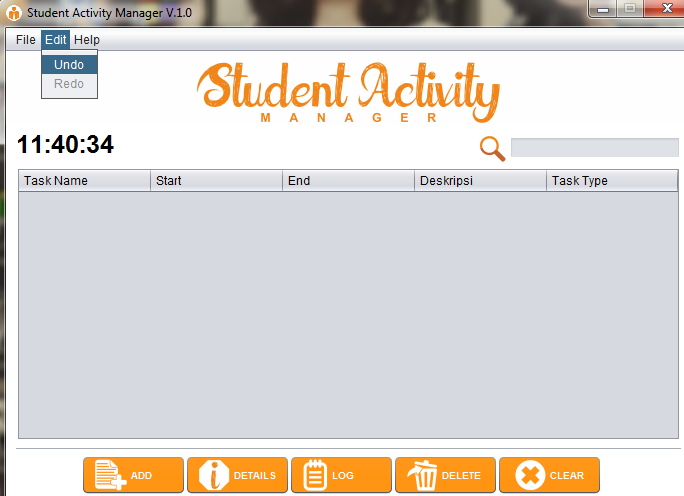 Student Activity Manager V.1.0
File Edit Help
Undo
Redo
Student Activity
MANAGER
11:40:34
Task Name Start End Deskripsi Task Type
ADD DETAILS LOG DELETE CLEAR